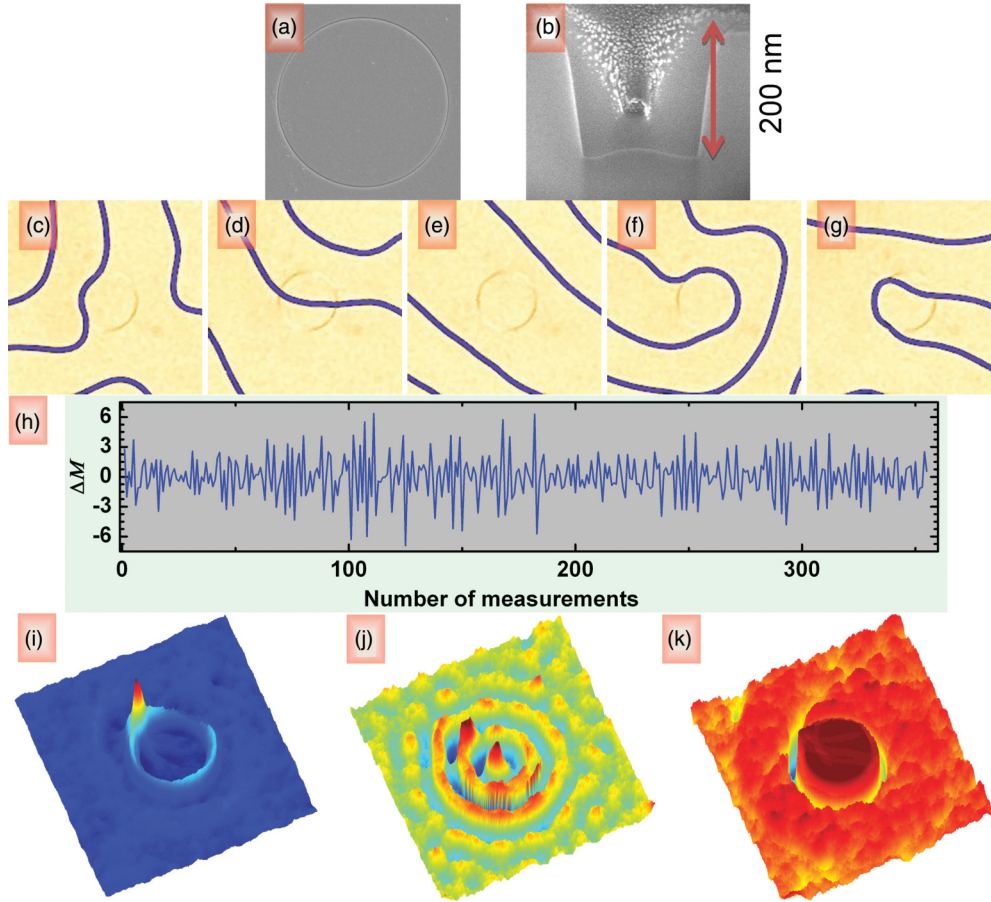 (a)
(b)
200 nm
(c)
(d)
(e)
(f)
(g)
(h)
6
3
0
-3
-6
ΔM
0
100
200
300
Number of measurements
(i)
(j)
(k)